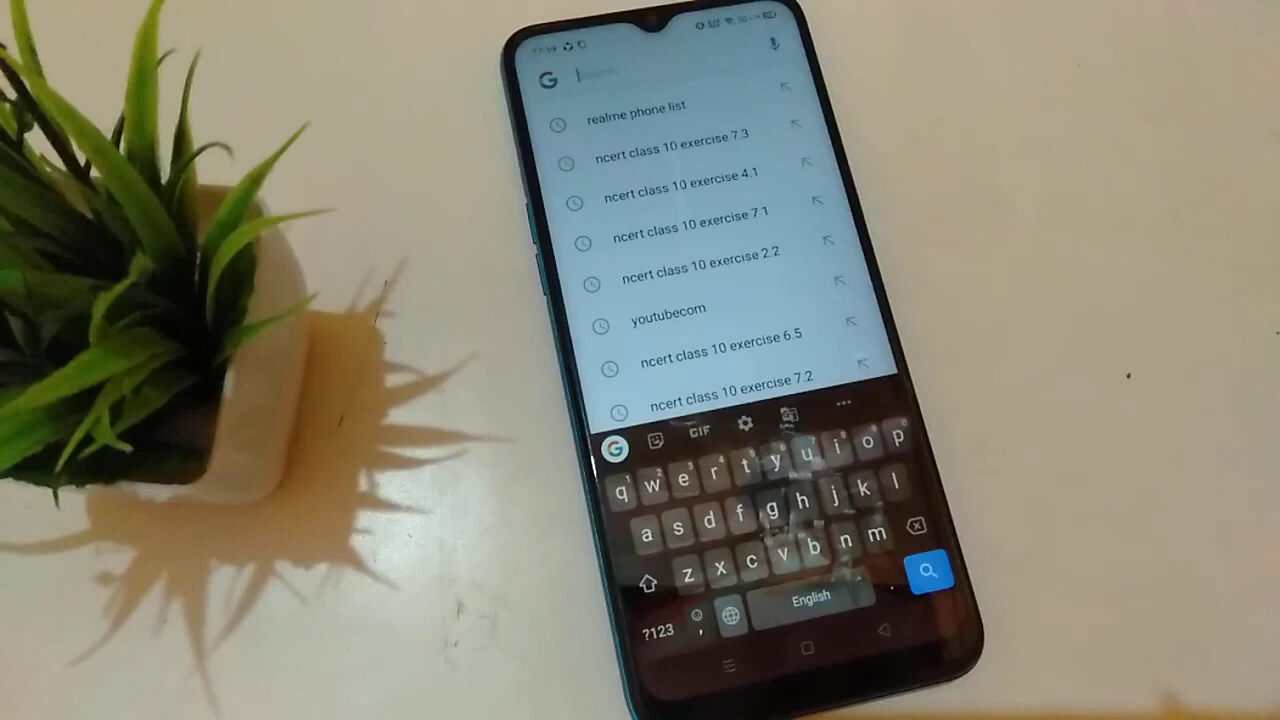 17:39
realme phone list
ncert class 10 exercise 7.3
ncert class 10 exercise 4.1
ncert class 10 exercise 7 1
ncert class 10 exercise 2.2
youtubecom
ncert class 10 exercise 6.5
ncert class 10 exercise 7.2
G GIF
q w e r t y u i o p
a s d f g h j k l
z x c v b n m
?123 , English